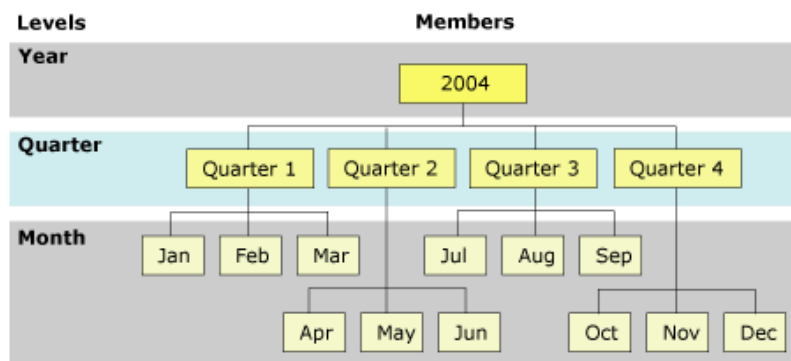 Levels Members
Year
2004
Quarter
Quarter 1 Quarter 2 Quarter 3 Quarter 4
Month
Jan Feb Mar Jul Aug Sep
Apr May Jun Oct Nov Dec